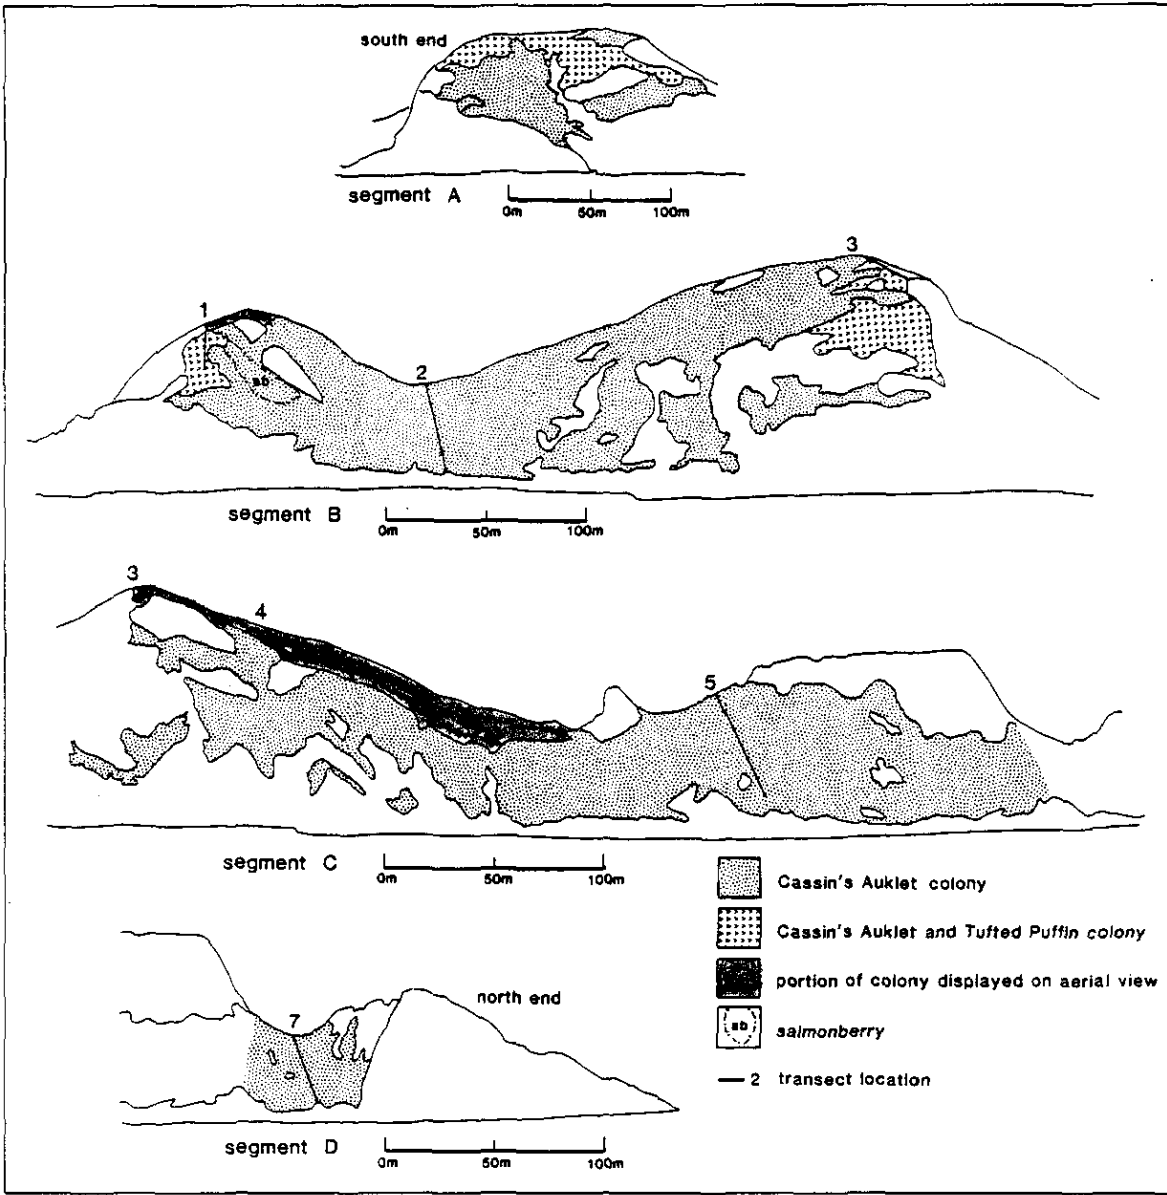 south end
segment A
0m 50m 100m
1
2
3
sb
segment B
0m 50m 100m
3
4
5
segment C
0m 50m 100m
Cassin's Auklet colony
Cassin's Auklet and Tufted Puffin colony
portion of colony displayed on aerial view
sb salmonberry
2 transect location
7
north end
segment D
0m 50m 100m